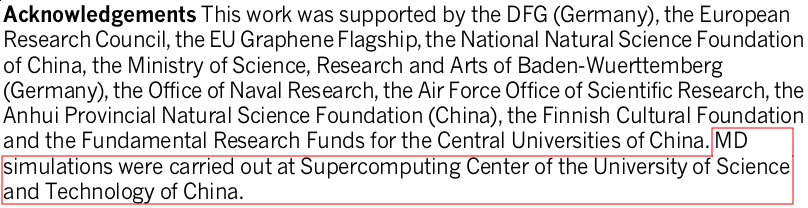 Acknowledgements This work was supported by the DFG (Germany), the European
Research Council, the EU Graphene Flagship, the National Natural Science Foundation
of China, the Ministry of Science, Research and Arts of Baden-Wuerttemberg
(Germany), the Office of Naval Research, the Air Force Office of Scientific Research, the
Anhui Provincial Natural Science Foundation (China), the Finnish Cultural Foundation
and the Fundamental Research Funds for the Central Universities of China. MD
simulations were carried out at Supercomputing Center of the University of Science
and Technology of China.